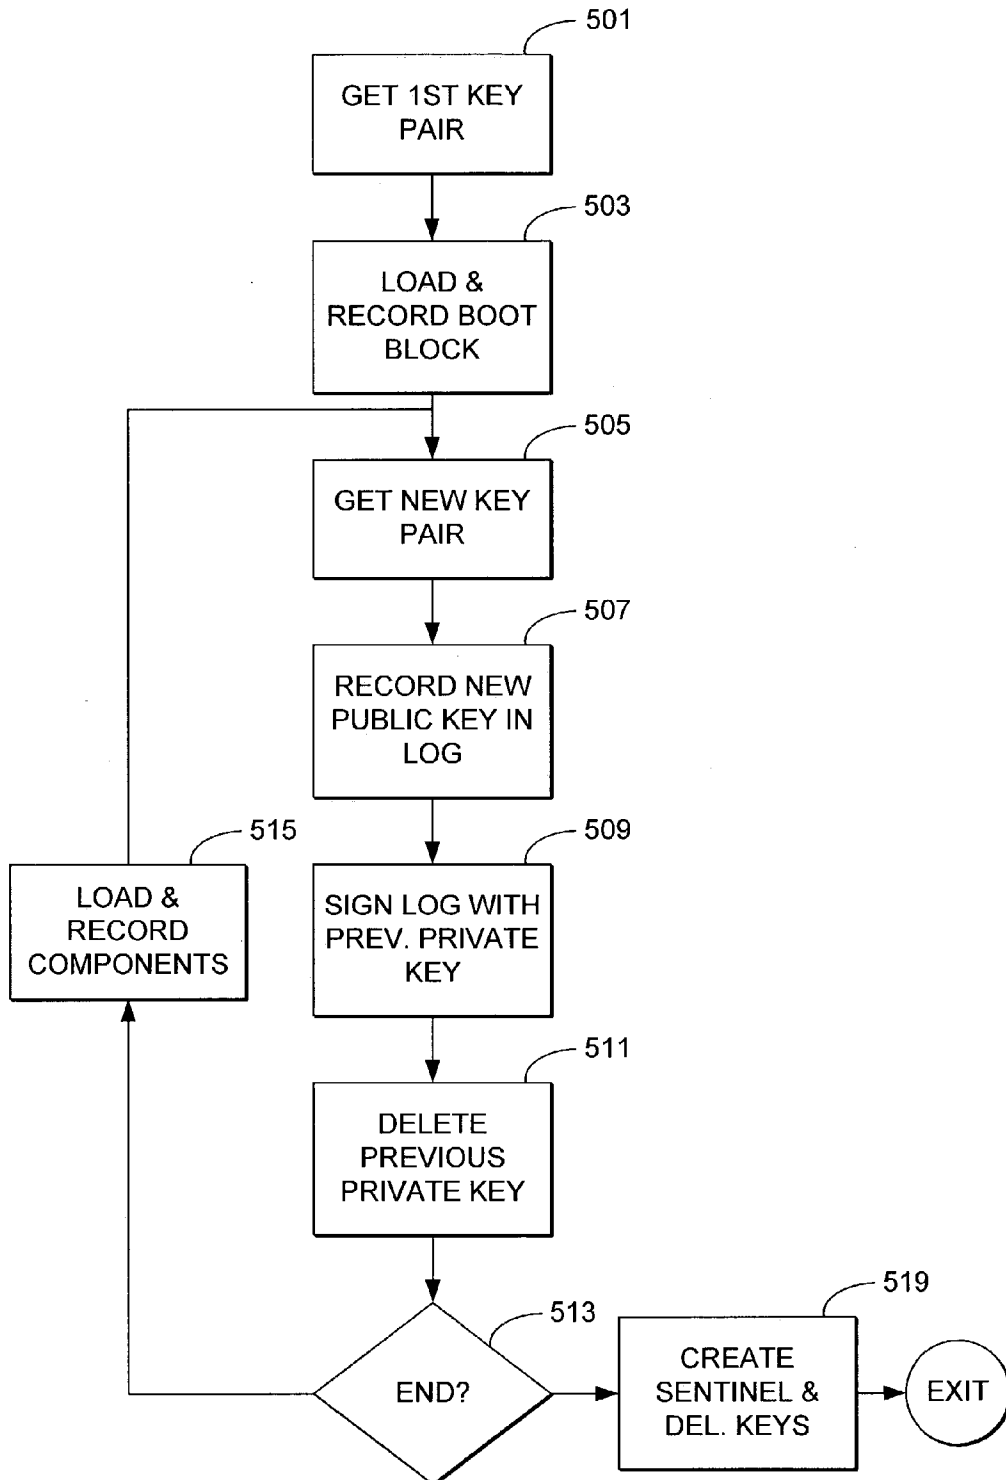 501
GET 1ST KEY
PAIR
503
LOAD &
RECORD BOOT
BLOCK
505
GET NEW KEY
PAIR
507
RECORD NEW
PUBLIC KEY IN
LOG
515
LOAD &
RECORD
COMPONENTS
509
SIGN LOG WITH
PREV. PRIVATE
KEY
511
DELETE
PREVIOUS
PRIVATE KEY
513
END?
519
CREATE
SENTINEL &
DEL. KEYS
EXIT